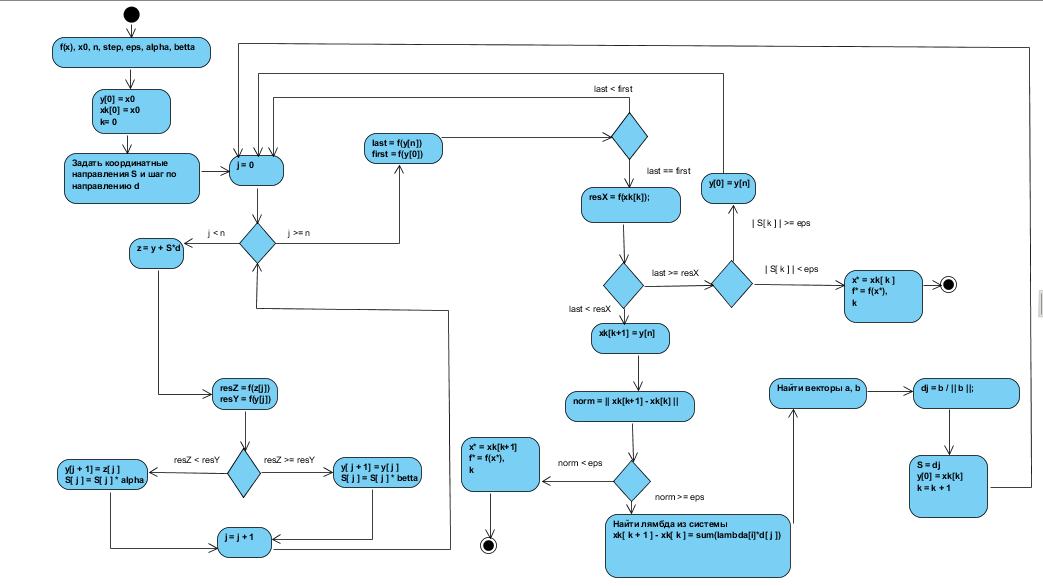 f(x), x0, n, step, eps, alpha, betta
y[0] = x0
xk[0] = x0
k= 0
Задать координатные
направления S и шаг по
направлению d
j = 0
last = f(y[n])
first = f(y[0])
last < first
last == first
resX = f(xk[k]);
y[0] = y[n]
| S[ k ] | >= eps
j < n
j >= n
z = y + S*d
last >= resX
| S[ k ] | < eps
x* = xk[ k ]
f* = f(x*),
k
last < resX
xk[k+1] = y[n]
resZ = f(z[j])
resY = f(y[j])
norm = || xk[k+1] - xk[k] ||
Найти векторы a, b
dj = b / || b ||;
resZ < resY
resZ >= resY
y[j + 1] = z[ j ]
S[ j ] = S[ j ] * alpha
y[ j + 1] = y[ j ]
S[ j ] = S[ j ] * betta
x* = xk[k+1]
f* = f(x*),
k
norm < eps
norm >= eps
S = dj
y[0] = xk[k]
k = k + 1
j = j + 1
Найти лямбда из системы
xk[ k + 1 ] - xk[ k ] = sum(lambda[i]*d[ j ])